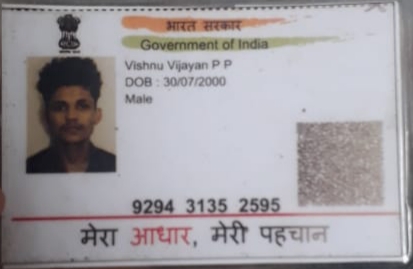 भारत सरकार
Government of India
Vishnu Vijayan P P
DOB : 30/07/2000
Male
9294 3135 2595
मेरा आधार, मेरी पहचान